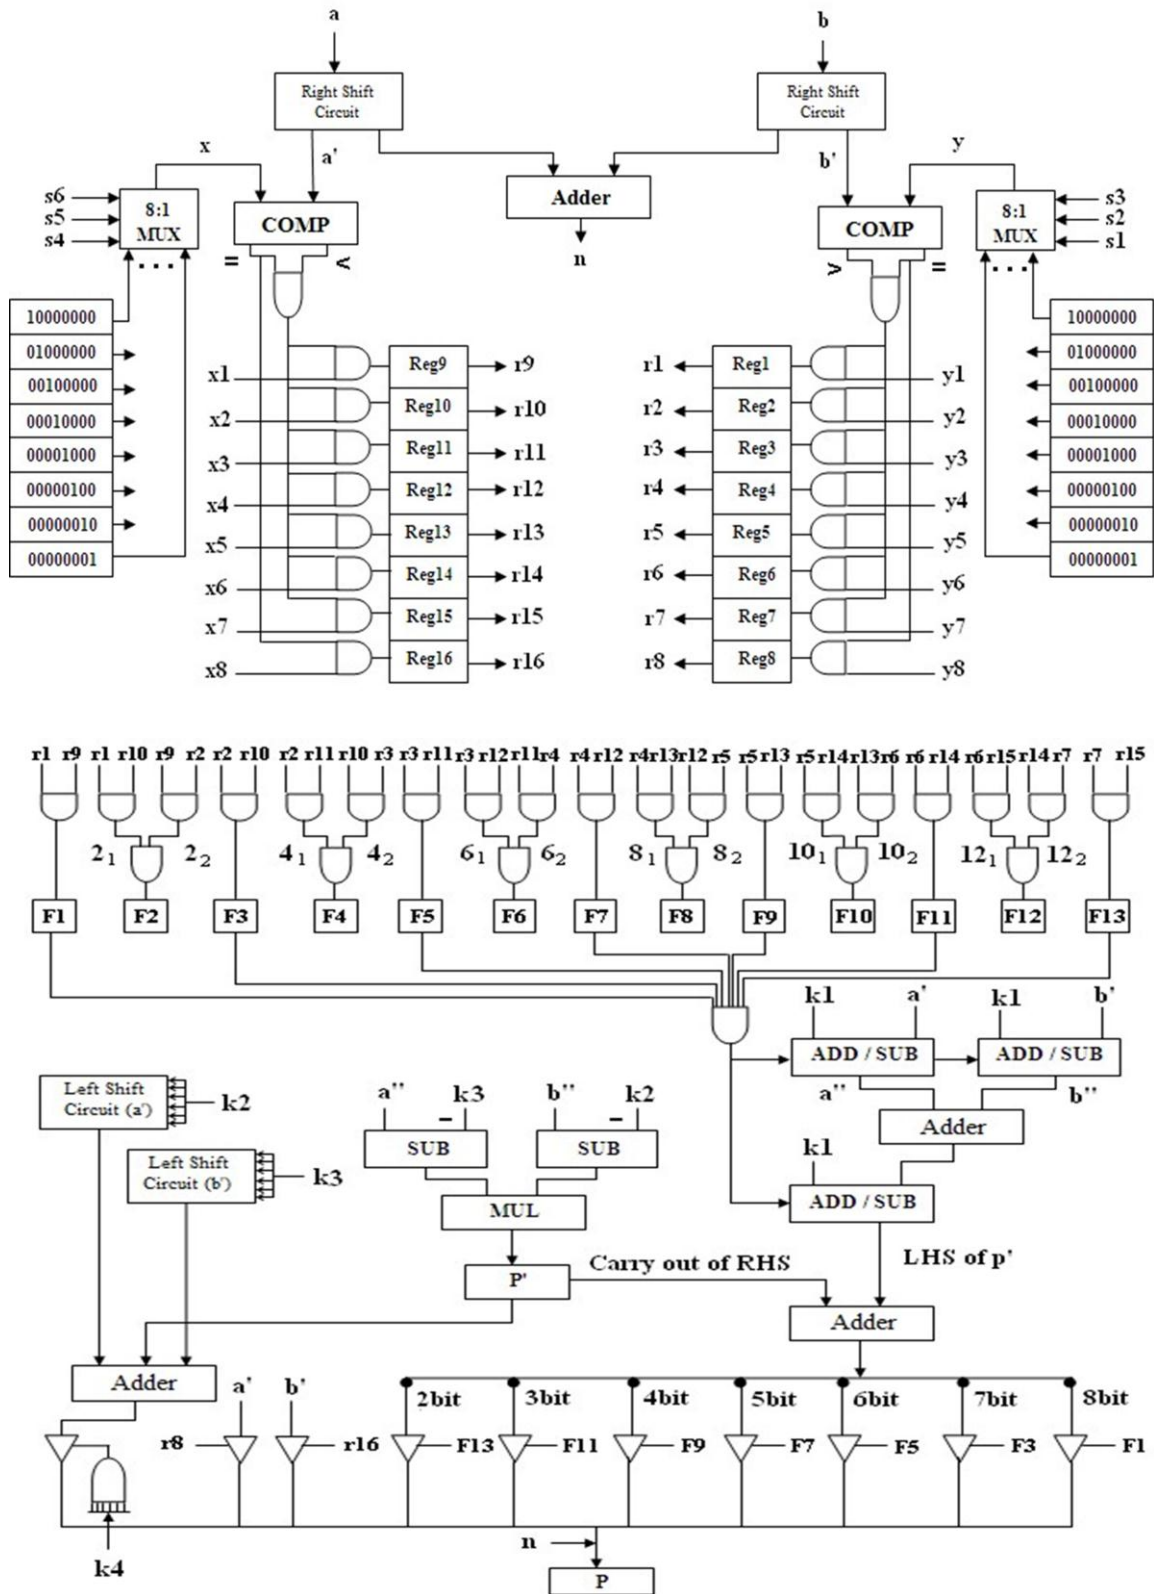 a
b
Right Shift
Circuit
Right Shift
Circuit
x
a'
b'
y
Adder
n
s6
s5
s4
8:1
MUX
COMP
= <
COMP
> =
8:1
MUX
s3
s2
s1
...
...
10000000
01000000
00100000
00010000
00001000
00000100
00000010
00000001
x1
x2
x3
x4
x5
x6
x7
x8
Reg9
Reg10
Reg11
Reg12
Reg13
Reg14
Reg15
Reg16
r9
r10
r11
r12
r13
r14
r15
r16
r1
r2
r3
r4
r5
r6
r7
r8
Reg1
Reg2
Reg3
Reg4
Reg5
Reg6
Reg7
Reg8
y1
y2
y3
y4
y5
y6
y7
y8
10000000
01000000
00100000
00010000
00001000
00000100
00000010
00000001
r1 r9 r1 r10 r9 r2 r2 r10 r2 r11 r10 r3 r3 r11 r3 r12 r11 r4 r4 r12 r4 r13 r12 r5 r5 r13 r5 r14 r13 r6 r6 r14 r6 r15 r14 r7 r7 r15
2₁ 2₂ 4₁ 4₂ 6₁ 6₂ 8₁ 8₂ 10₁ 10₂ 12₁ 12₂
F1 F2 F3 F4 F5 F6 F7 F8 F9 F10 F11 F12 F13
k1 a' k1 b'
ADD / SUB
ADD / SUB
a''
b''
Adder
k1
ADD / SUB
LHS of p'
Left Shift
Circuit (a')
k2
Left Shift
Circuit (b')
k3
a'' k3 b'' k2
– –
SUB
SUB
MUL
P'
Carry out of RHS
Adder
Adder
a' b'
2bit 3bit 4bit 5bit 6bit 7bit 8bit
r8 r16 F13 F11 F9 F7 F5 F3 F1
k4
n
P